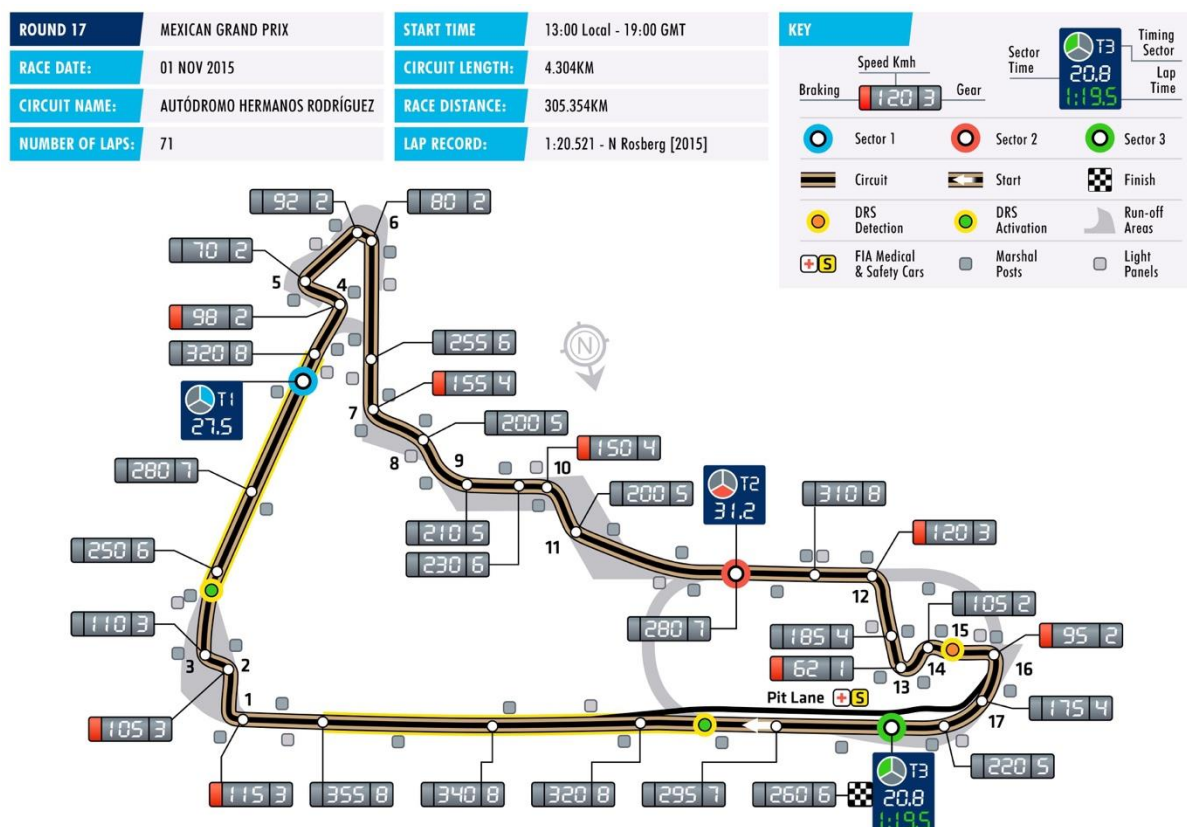 ROUND 17 MEXICAN GRAND PRIX
RACE DATE: 01 NOV 2015
CIRCUIT NAME: AUTÓDROMO HERMANOS RODRÍGUEZ
NUMBER OF LAPS: 71
START TIME 13:00 Local - 19:00 GMT
CIRCUIT LENGTH: 4.304KM
RACE DISTANCE: 305.354KM
LAP RECORD: 1:20.521 - N Rosberg [2015]
KEY
Speed Kmh
Braking 120 3 Gear
Sector Time
T3
20.8
1:19.5
Timing Sector
Lap Time
Sector 1
Sector 2
Sector 3
Circuit
Start
Finish
DRS Detection
DRS Activation
Run-off Areas
FIA Medical & Safety Cars
Marshal Posts
Light Panels
S
92 2
80 2
6
70 2
5
4
98 2
320 8
T1
27.5
255 6
155 4
7
200 5
8
9
10
150 4
N
280 7
210 5
230 6
200 5
11
T2
31.2
310 8
120 3
12
250 6
280 7
185 4
105 2
15
95 2
62 1
13
14
16
110 3
3
2
1
Pit Lane S
17
175 4
105 3
115 3
355 8
340 8
320 8
295 7
260 6
T3
20.8
1:19.5
220 5